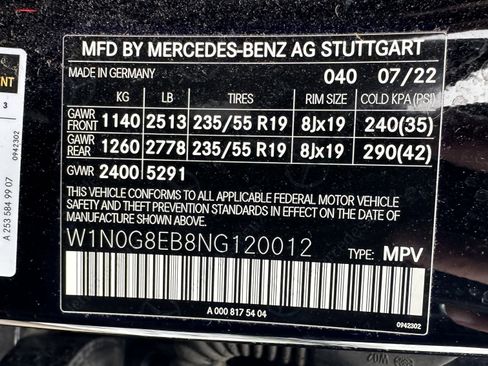 MFD BY MERCEDES-BENZ AG STUTTGART
MADE IN GERMANY 040 07/22
KG LB TIRES RIM SIZE COLD KPA (PSI)
GAWR FRONT 1140 2513 235/55 R19 8Jx19 240(35)
GAWR REAR 1260 2778 235/55 R19 8Jx19 290(42)
GVWR 2400 5291
THIS VEHICLE CONFORMS TO ALL APPLICABLE FEDERAL MOTOR VEHICLE
SAFETY AND THEFT PREVENTION STANDARDS IN EFFECT ON THE DATE OF
MANUFACTURE SHOWN ABOVE.
W1N0G8EB8NG120012 TYPE: MPV
A 000 817 54 04
0942302
3
0942302
A 253 584 99 07